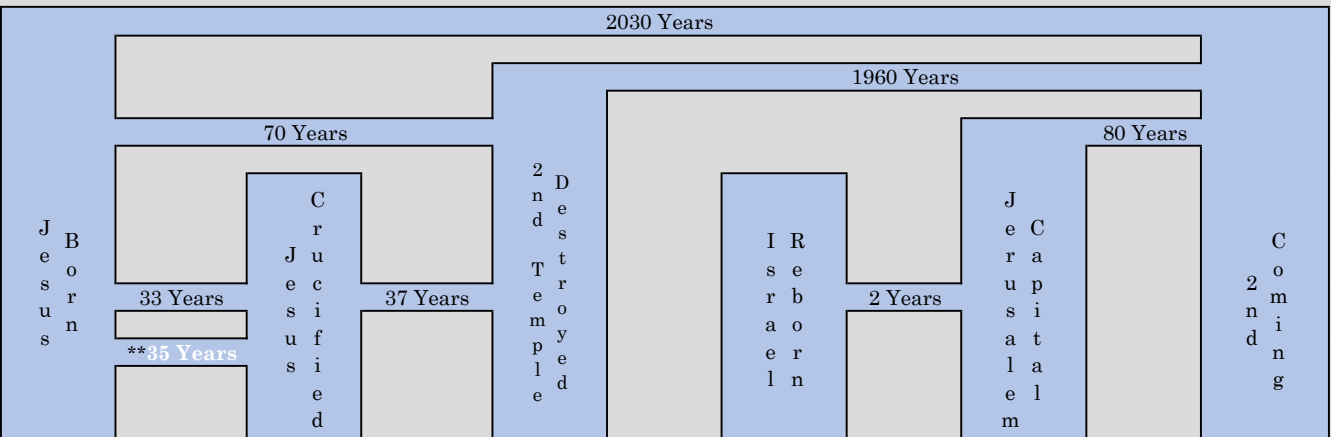 2030 Years
1960 Years
70 Years
80 Years
33 Years
37 Years
2 Years
**35 Years
Jesus
Born
Jesus
Crucified
2nd Temple
Destroyed
Israel
Reborn
Jerusalem
Capital
2nd
Coming